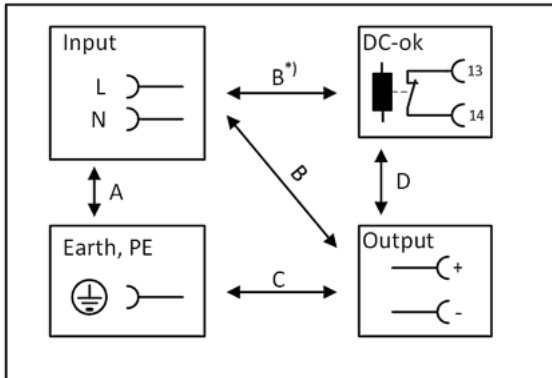 Input
L
N
B*)
DC-ok
13
14
A
B
D
Earth, PE
C
Output
+
-